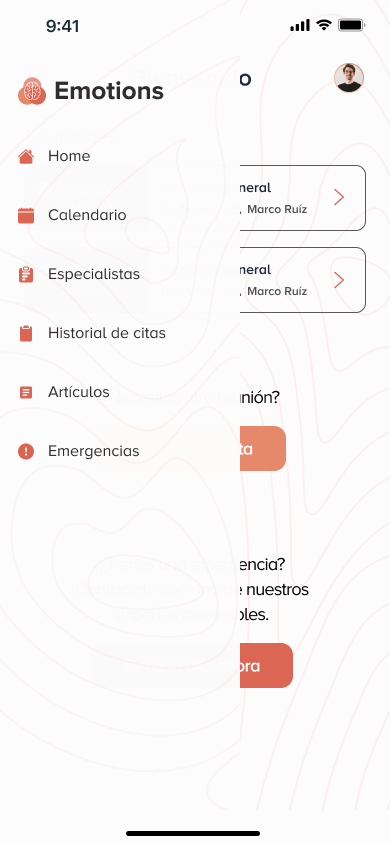 9:41
Emotions
o
Home
neral
Marco Ruíz
Calendario
neral
Marco Ruíz
Especialistas
Historial de citas
Artículos
nión?
ta
Emergencias
encia?
e nuestros
bles.
ora